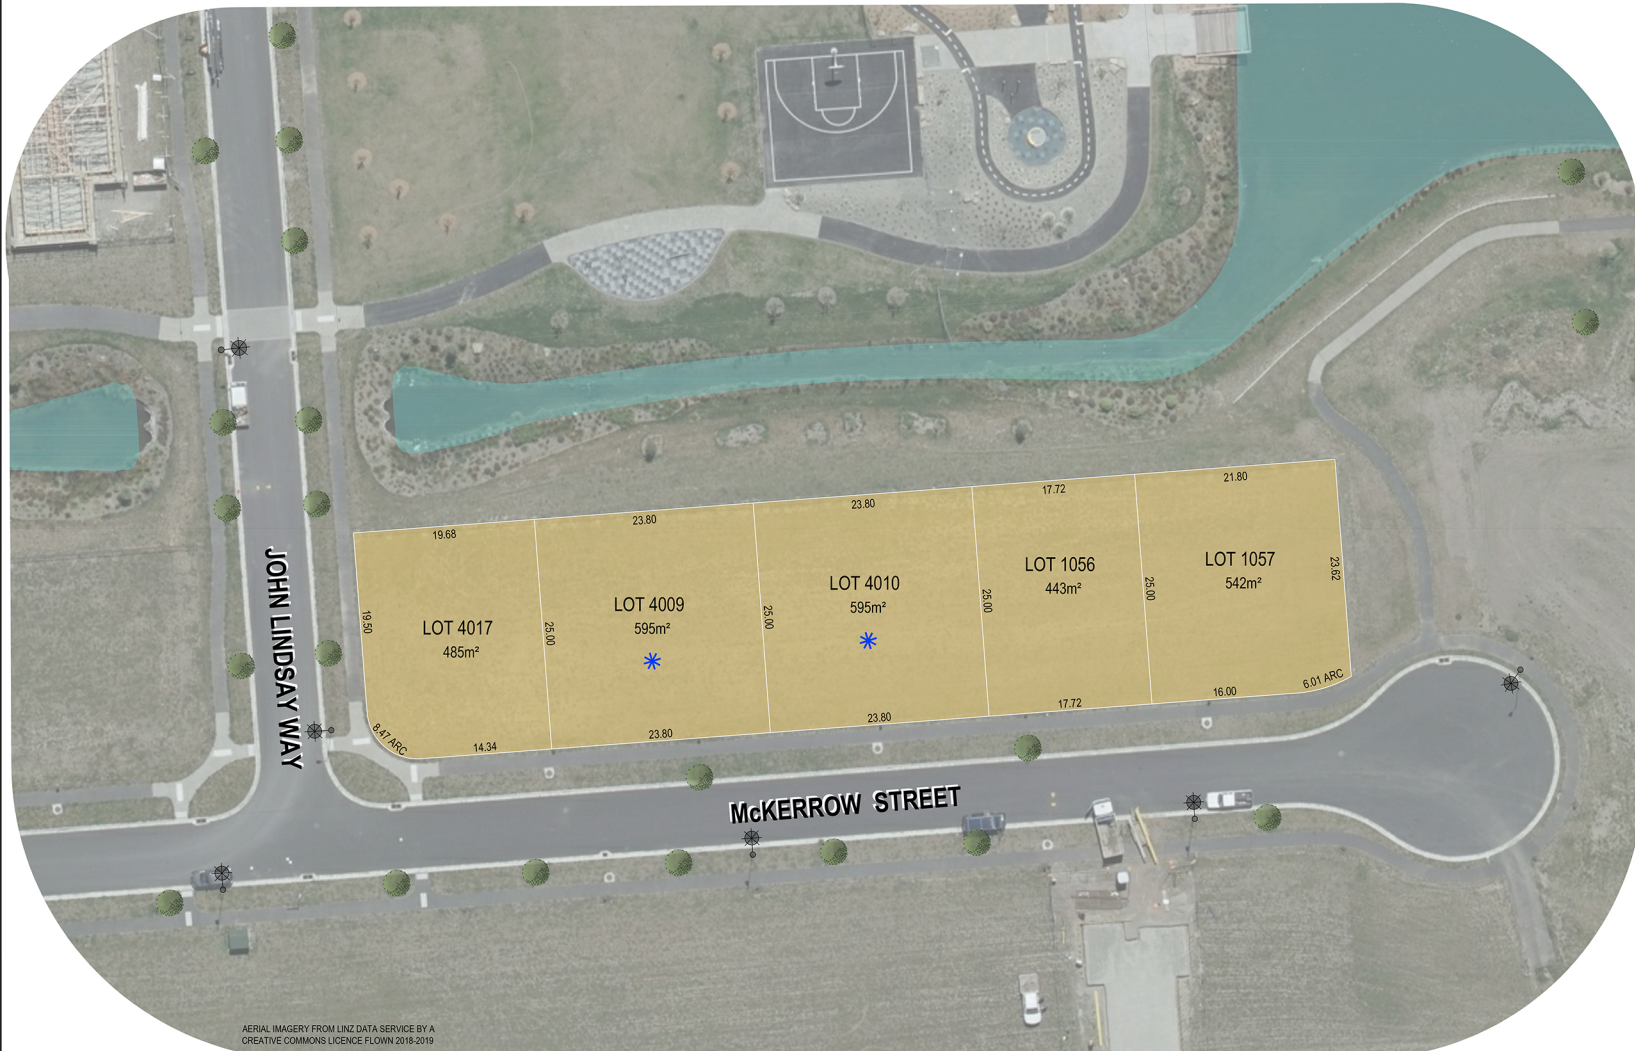 21.80
17.72
23.80
23.80
19.68
LOT 1057
542m²
23.62
LOT 1056
443m²
25.00
LOT 4010
595m²
25.00
LOT 4009
595m²
25.00
LOT 4017
485m²
25.00
19.50
6.01 ARC
16.00
17.72
23.80
23.80
14.34
8.47 ARC
JOHN LINDSAY WAY
McKERROW STREET
AERIAL IMAGERY FROM LINZ DATA SERVICE BY A
CREATIVE COMMONS LICENCE FLOWN 2018-2019